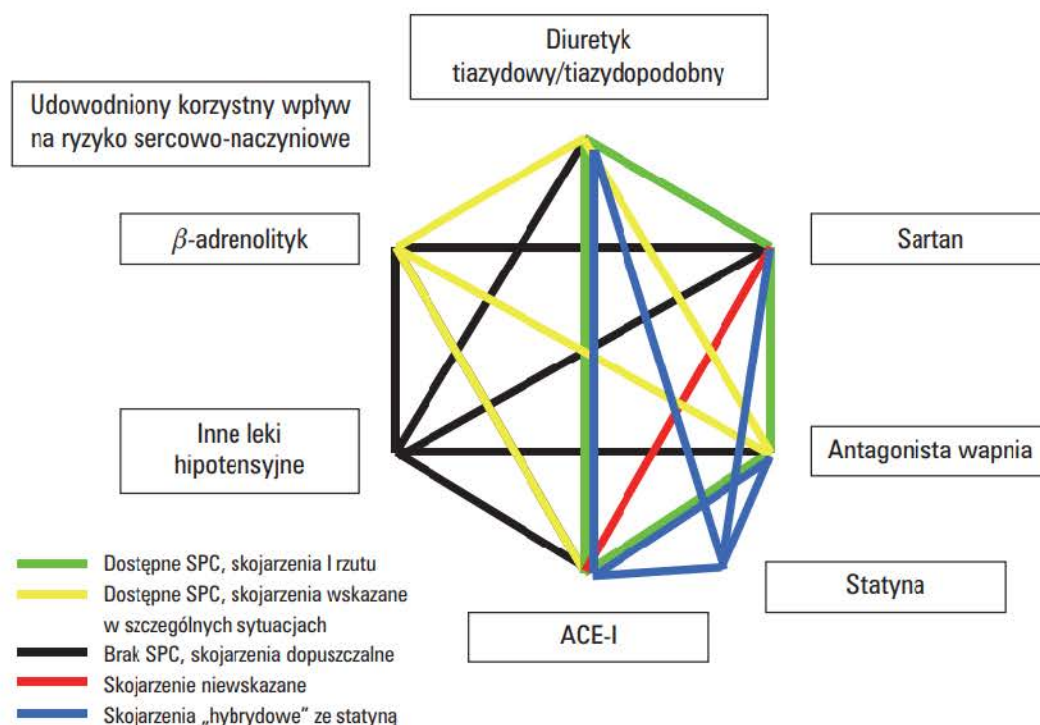 Diuretyk
tiazydowy/tiazydopodobny
Udowodniony korzystny wpływ
na ryzyko sercowo-naczyniowe
β-adrenolityk
Sartan
Inne leki
hipotensyjne
Antagonista wapnia
Statyna
ACE-I
Dostępne SPC, skojarzenia I rzutu
Dostępne SPC, skojarzenia wskazane
w szczególnych sytuacjach
Brak SPC, skojarzenia dopuszczalne
Skojarzenie niewskazane
Skojarzenia „hybrydowe” ze statyną